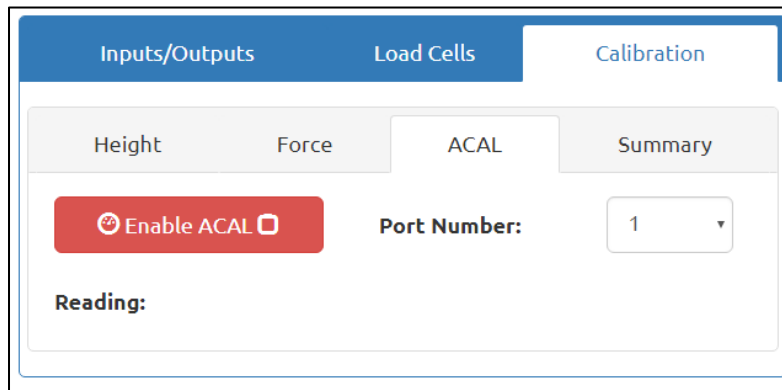 Inputs/Outputs Load Cells Calibration
Height Force ACAL Summary
Enable ACAL Port Number: 1
Reading: